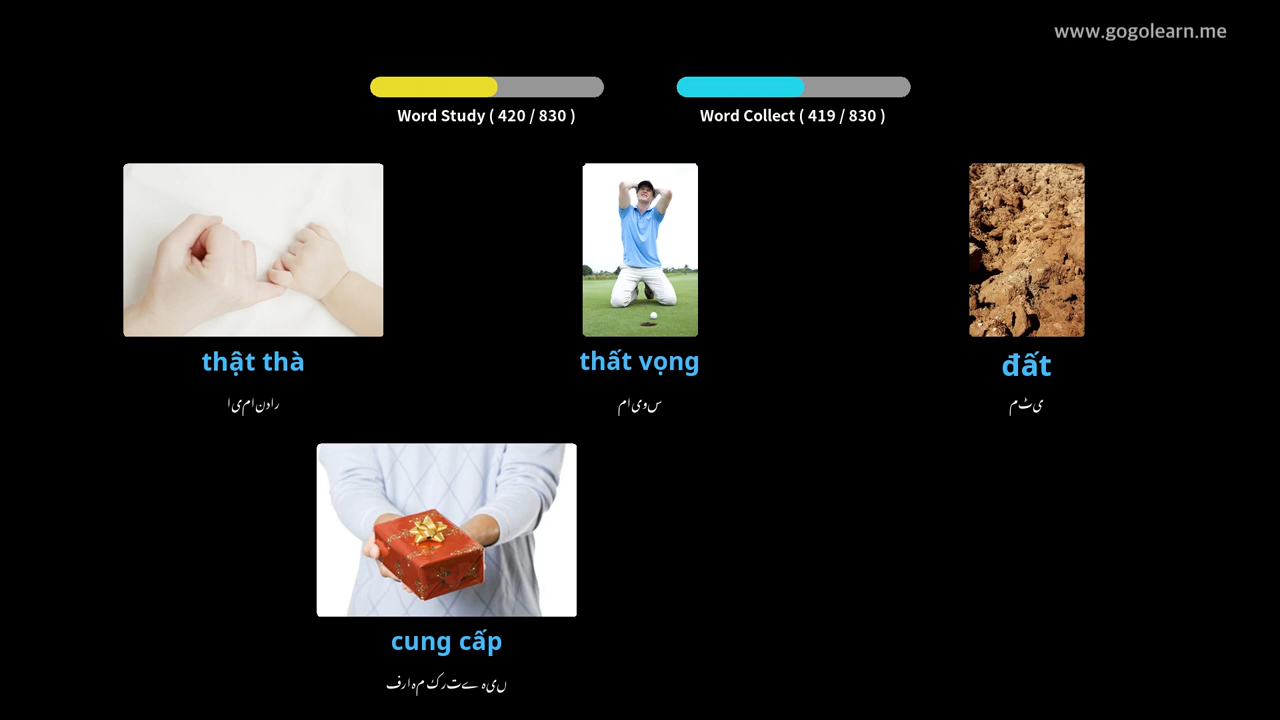 www.gogolearn.me
Word Study ( 420 / 830 )
Word Collect ( 419 / 830 )
thật thà
thất vọng
đất
ایماندار
مایوس
مٹی
cung cấp
فراہم کرتے ہیں